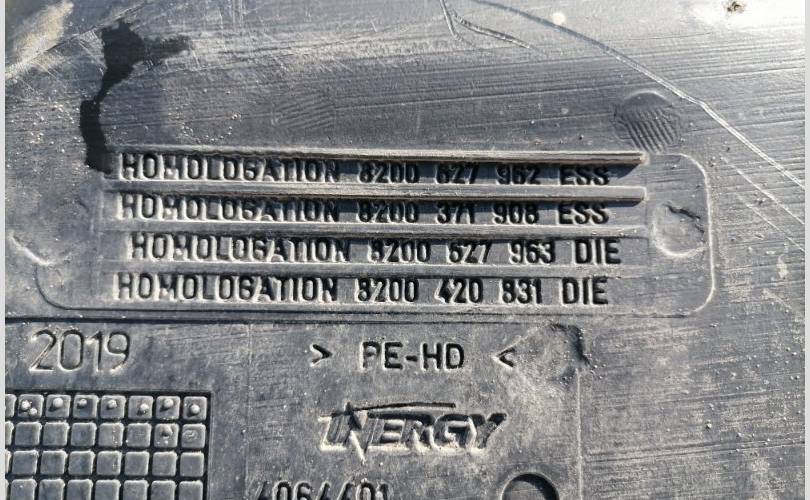 HOMOLOGATION 8200 627 962 ESS
HOMOLOGATION 8200 371 908 ESS
HOMOLOGATION 8200 627 963 DIE
HOMOLOGATION 8200 420 831 DIE
2019
> PE-HD <
INERGY
4064401